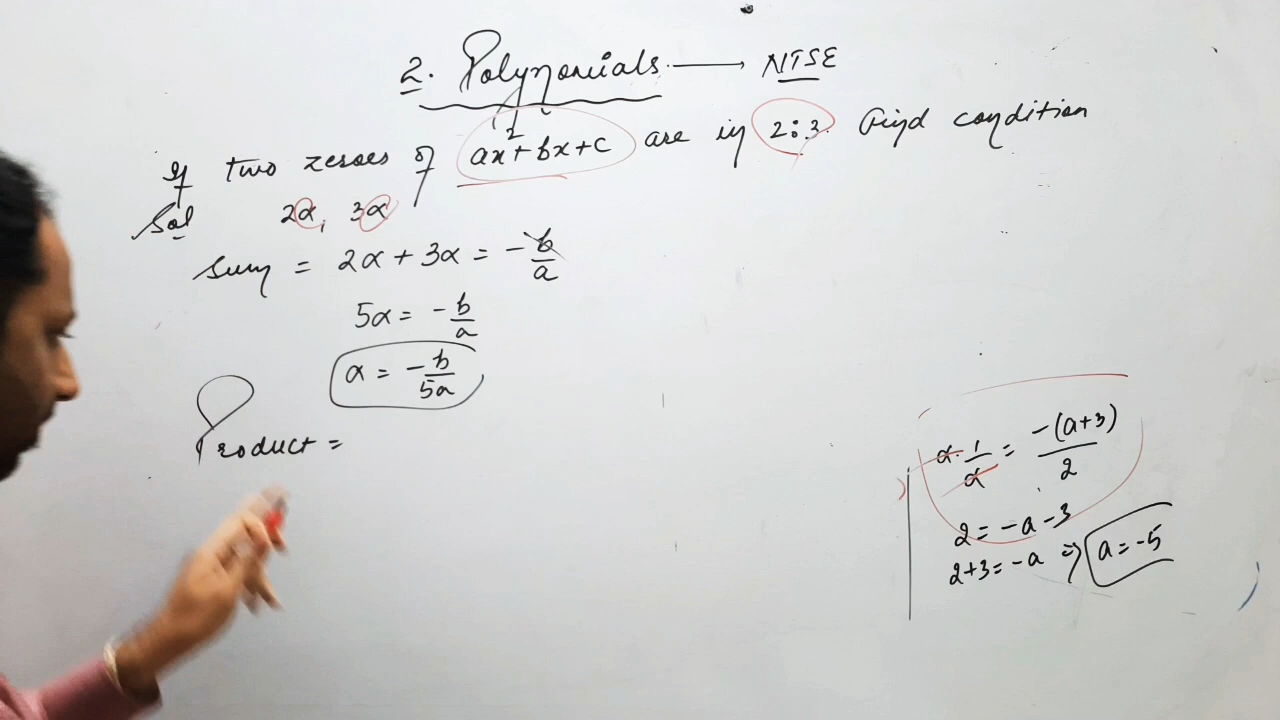 2. Polynomials. → NTSE
If two zeroes of ax²+bx+c are in 2:3. Find condition
Sol 2α, 3α
Sum = 2α + 3α = -b/a
5α = -b/a
α = -b/5a
Product =
α·1/α = -(a+3)/2
2 = -a-3
2+3 = -a ⇒ a = -5